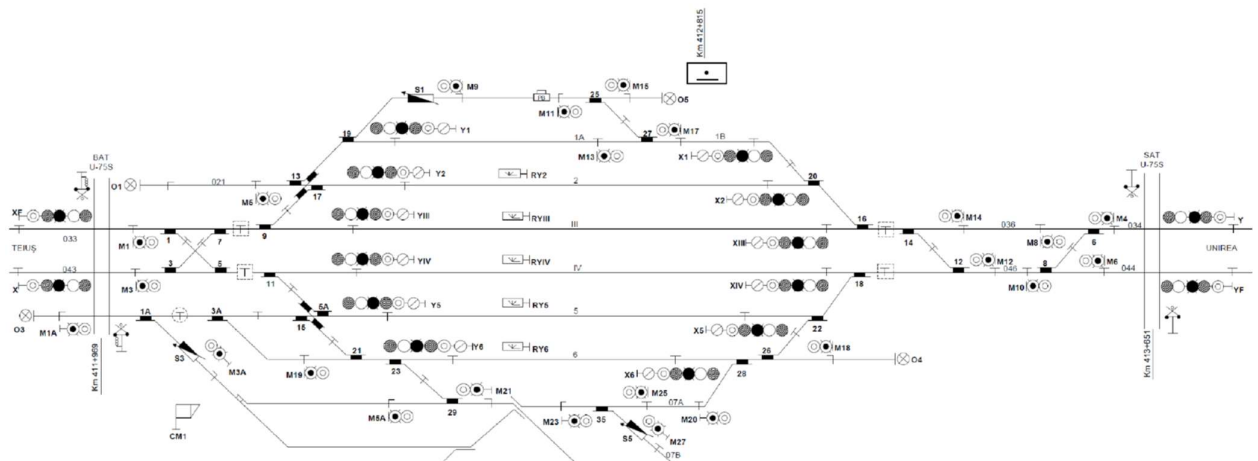 Km 412+815
S1
M9
M15
25
O5
M11
19
Y1
1A
27
M17
1B
M13
X1
BAT
U-75S
SAT
U-75S
O1
021
13
17
Y2
RY2
2
M5
X2
20
XF
YIII
RYIII
III
16
M14
M4
Y
TEIUȘ
033
M1
1
7
9
XIII
14
036
M8
6
034
UNIREA
043
3
5
YIV
RYIV
IV
M12
M6
X
M3
11
XIV
18
12
046
8
044
M10
YF
O3
1A
3A
5A
Y5
RY5
5
M1A
15
X5
22
S3
M3A
Y6
RY6
6
M18
Km 411+969
21
23
26
28
O4
Km 413+651
M19
X6
M21
M25
M5A
29
M23
35
07A
M20
CM1
S5
M27
07B